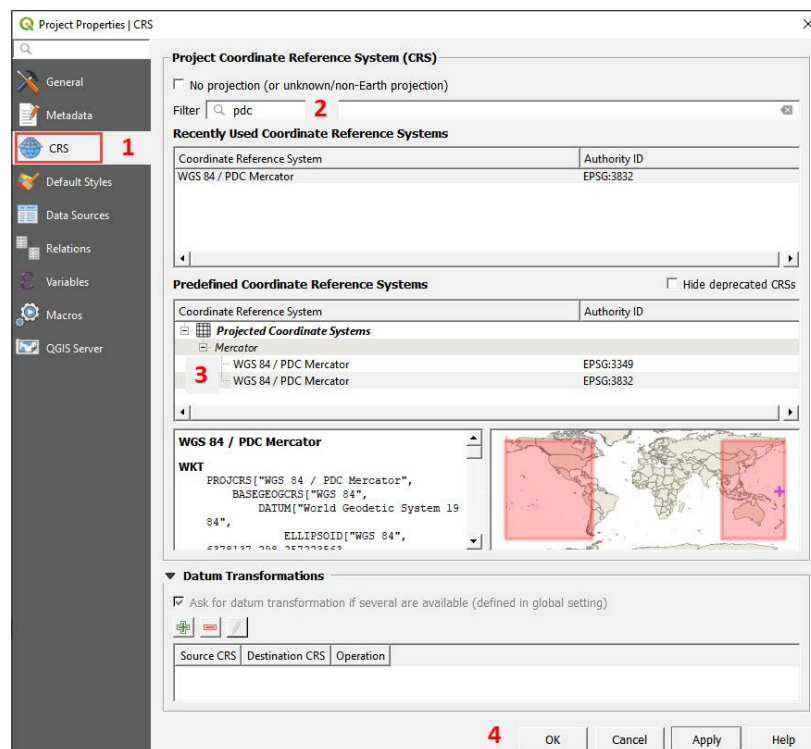 Project Properties | CRS
General
Metadata
CRS
1
Default Styles
Data Sources
Relations
Variables
Macros
QGIS Server
Project Coordinate Reference System (CRS)
No projection (or unknown/non-Earth projection)
Filter pdc
2
Recently Used Coordinate Reference Systems
Coordinate Reference System Authority ID
WGS 84 / PDC Mercator EPSG:3832
Predefined Coordinate Reference Systems Hide deprecated CRSs
Coordinate Reference System Authority ID
Projected Coordinate Systems
Mercator
WGS 84 / PDC Mercator EPSG:3349
3
WGS 84 / PDC Mercator EPSG:3832
WGS 84 / PDC Mercator
WKT
PROJCRS["WGS 84 / PDC Mercator",
BASEGEOGCRS["WGS 84",
DATUM["World Geodetic System 19
84",
ELLIPSOID["WGS 84",
6378137,298.257223563,
Datum Transformations
Ask for datum transformation if several are available (defined in global setting)
Source CRS Destination CRS Operation
4
OK Cancel Apply Help